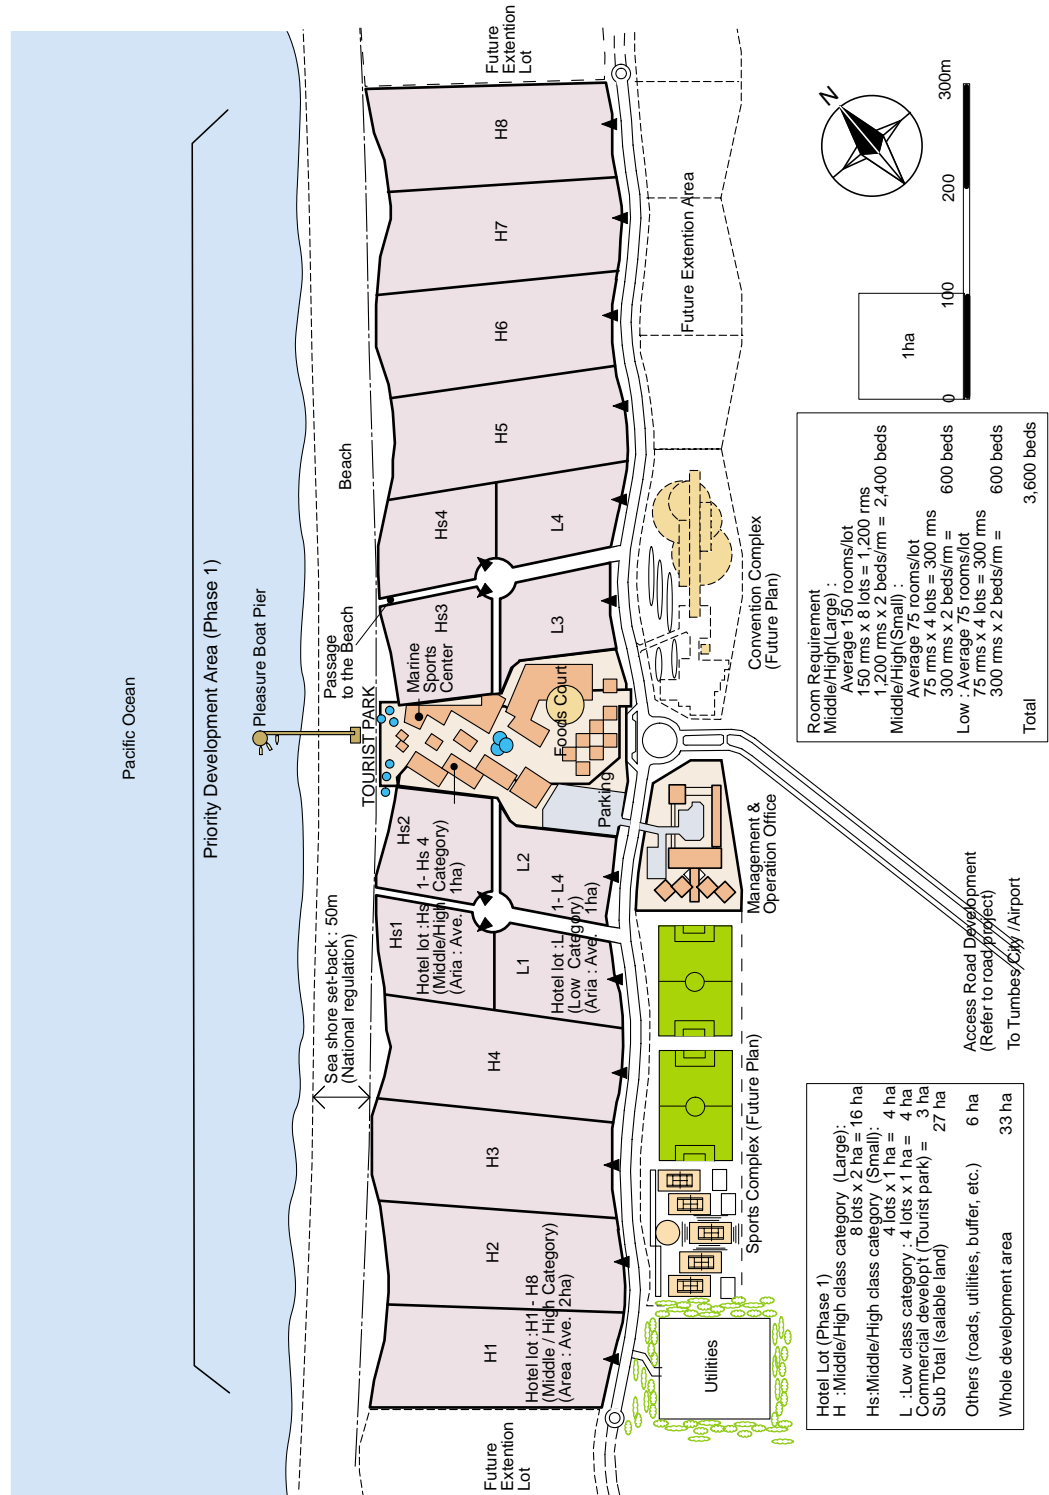 Pacific Ocean
Priority Development Area (Phase 1)
Pleasure Boat Pier
Sea shore set-back : 50m
(National regulation)
Beach
Passage
to the Beach
TOURIST PARK
Future
Extention
Lot
H1
H2
H3
H4
Hs1
Hs2
Hs3
Hs4
H5
H6
H7
H8
L1
L2
L3
L4
Future
Extention
Lot
Hotel lot :H1 - H8
(Middle / High Category)
(Area : Ave. 2ha)
Hotel lot :Hs 1- Hs 4
(Middle/High Category)
(Aria : Ave. 1ha)
Hotel lot :L 1- L4
(Low Category)
(Aria : Ave. 1ha)
Marine
Sports
Center
Foods Court
Parking
Utilities
Sports Complex (Future Plan)
Management &
Operation Office
Convention Complex
(Future Plan)
Future Extention Area
Access Road Development
(Refer to road project)
To Tumbes City /Airport
Hotel Lot (Phase 1)
H :Middle/High class category (Large):
8 lots x 2 ha = 16 ha
Hs:Middle/High class category (Small):
4 lots x 1 ha = 4 ha
L :Low class category : 4 lots x 1 ha = 4 ha
Commercial develop't (Tourist park) = 3 ha
Sub Total (salable land) 27 ha
Others (roads, utilities, buffer, etc.) 6 ha
Whole development area 33 ha
Room Requirement
Middle/High(Large) :
Average 150 rooms/lot
150 rms x 8 lots = 1,200 rms
1,200 rms x 2 beds/rm = 2,400 beds
Middle/High(Small) :
Average 75 rooms/lot
75 rms x 4 lots = 300 rms
300 rms x 2 beds/rm = 600 beds
Low : Average 75 rooms/lot
75 rms x 4 lots = 300 rms
300 rms x 2 beds/rm = 600 beds
Total 3,600 beds
1ha
0 100 200 300m
N